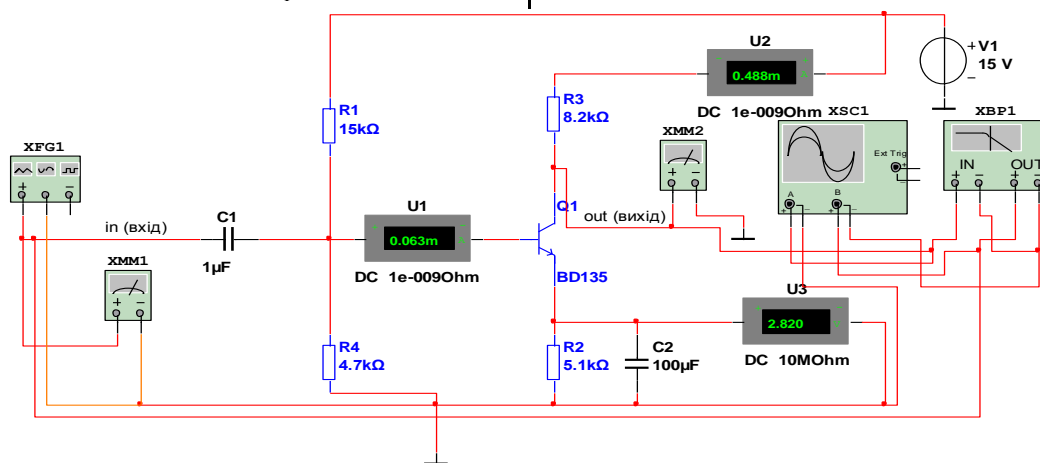 U2
+V1
15 V
0.488m
DC 1e-009Ohm
R3
8.2kΩ
R1
15kΩ
XSC1
XBP1
XMM2
Ext Trig
IN OUT
A B
XFG1
in (вхід)
C1
1µF
U1
0.063m
DC 1e-009Ohm
Q1
out (вихід)
BD135
XMM1
U3
2.820
DC 10MOhm
R4
4.7kΩ
R2
5.1kΩ
C2
100µF